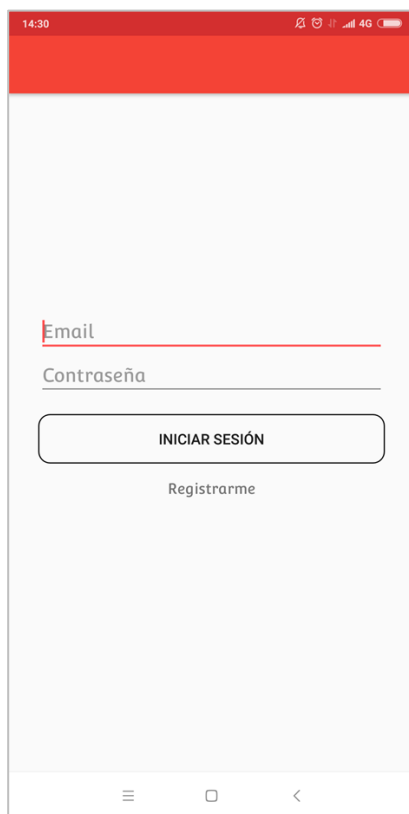 14:30 4G
Email
Contraseña
INICIAR SESIÓN
Registrarme